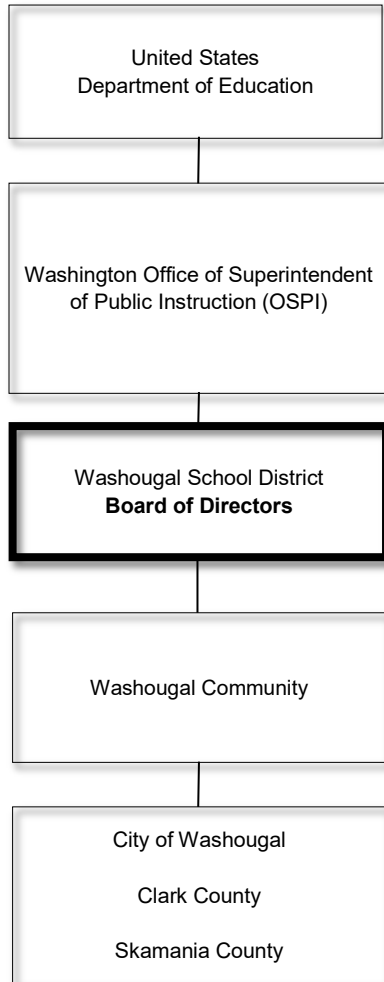 United States
Department of Education
Washington Office of Superintendent
of Public Instruction (OSPI)
Washougal School District
Board of Directors
Washougal Community
City of Washougal
Clark County
Skamania County